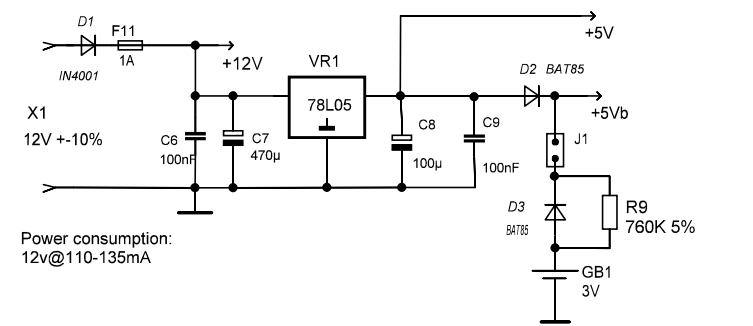 D1
F11
1A
IN4001
+12V
VR1
78L05
+5V
D2 BAT85
+5Vb
X1
12V +-10%
C6
100nF
C7
470µ
C8
100µ
C9
100nF
J1
D3
BAT85
R9
760K 5%
GB1
3V
Power consumption:
12v@110-135mA